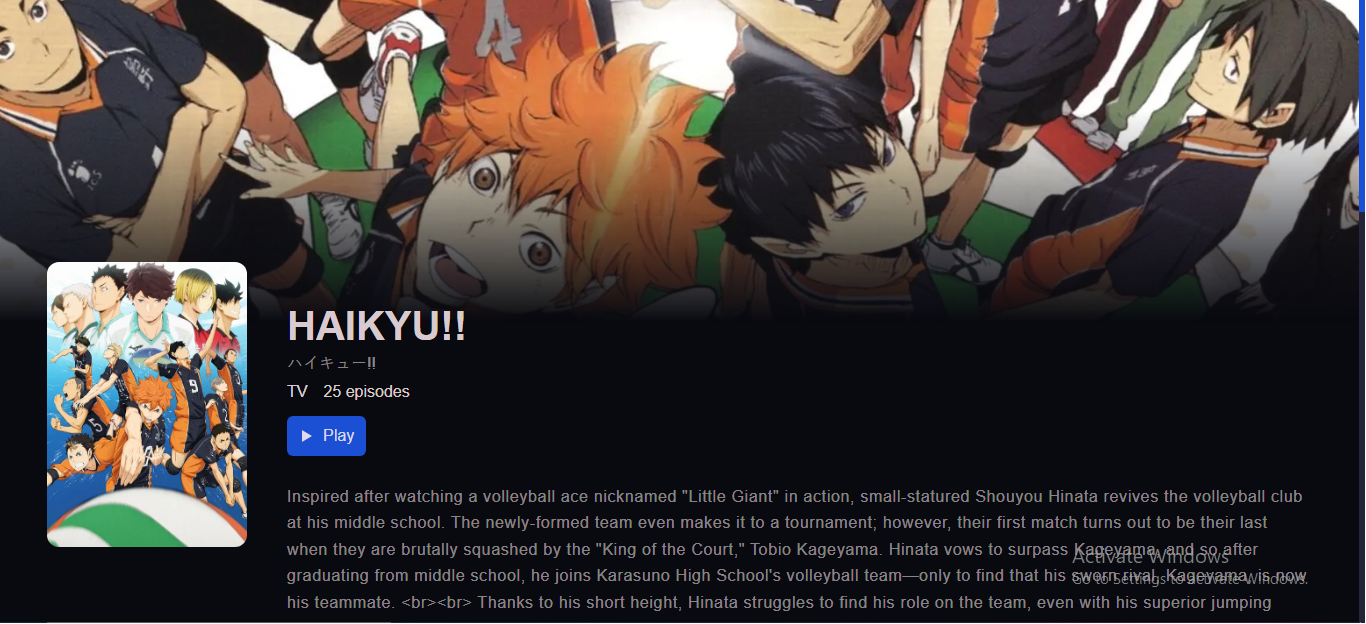 HAIKYU!!
ハイキュー!!
TV 25 episodes
Play
Inspired after watching a volleyball ace nicknamed "Little Giant" in action, small-statured Shouyou Hinata revives the volleyball club
at his middle school. The newly-formed team even makes it to a tournament; however, their first match turns out to be their last
when they are brutally squashed by the "King of the Court," Tobio Kageyama. Hinata vows to surpass Kageyama, and so after
graduating from middle school, he joins Karasuno High School's volleyball team—only to find that his sworn rival, Kageyama, is now
his teammate. <br><br> Thanks to his short height, Hinata struggles to find his role on the team, even with his superior jumping
Activate Windows
Go to Settings to activate Windows.